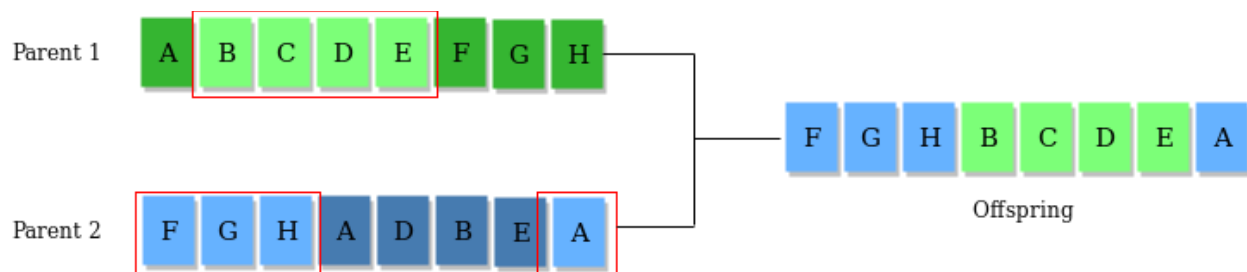 Parent 1 A B C D E F G H
F G H B C D E A
Offspring
Parent 2 F G H A D B E A